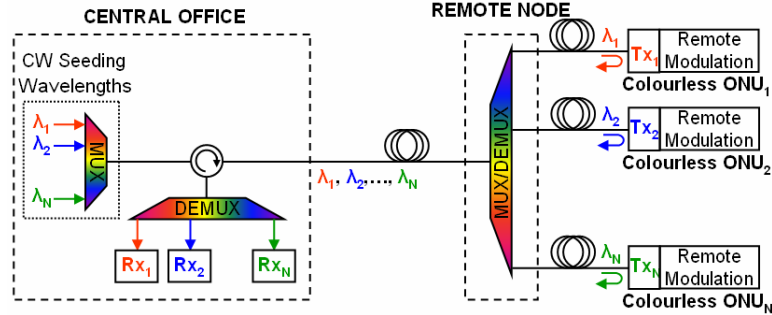 CENTRAL OFFICE
REMOTE NODE
CW Seeding
Wavelengths
λ1
λ2
λN
MUX
DEMUX
Rx1
Rx2
RxN
λ1, λ2,...., λN
MUX/DEMUX
λ1
Tx1
Remote
Modulation
Colourless ONU1
λ2
Tx2
Remote
Modulation
Colourless ONU2
λN
TxN
Remote
Modulation
Colourless ONUN